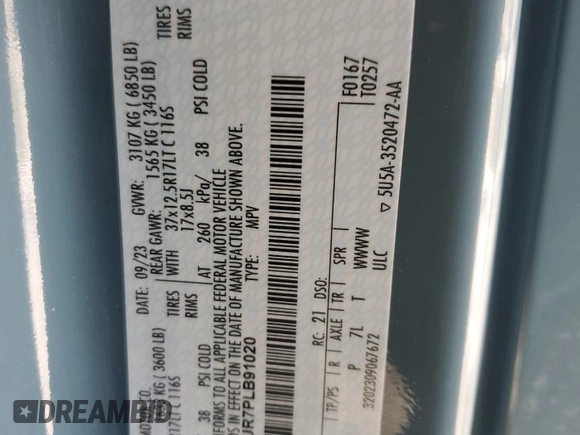 DATE: 09/23 GVWR: 3107 KG ( 6850 LB)
REAR GAWR: 1565 KG ( 3450 LB)
KG ( 3600 LB) TIRES WITH 37x12.5R17LT C 116S TIRES
116S RIMS 17x8.5J RIMS
38 PSI COLD AT 260 kPa/ 38 PSI COLD
TO ALL APPLICABLE FEDERAL MOTOR VEHICLE
IN EFFECT ON THE DATE OF MANUFACTURE SHOWN ABOVE.
R7PLB91020 TYPE: MPV
F0167
T0257
RC: 21 DSO:
TP/PS R AXLE TR SPR
P 7L T WWWW
3202309067672 ULC ▽ 5U5A-3520472-AA
EDCARFAX